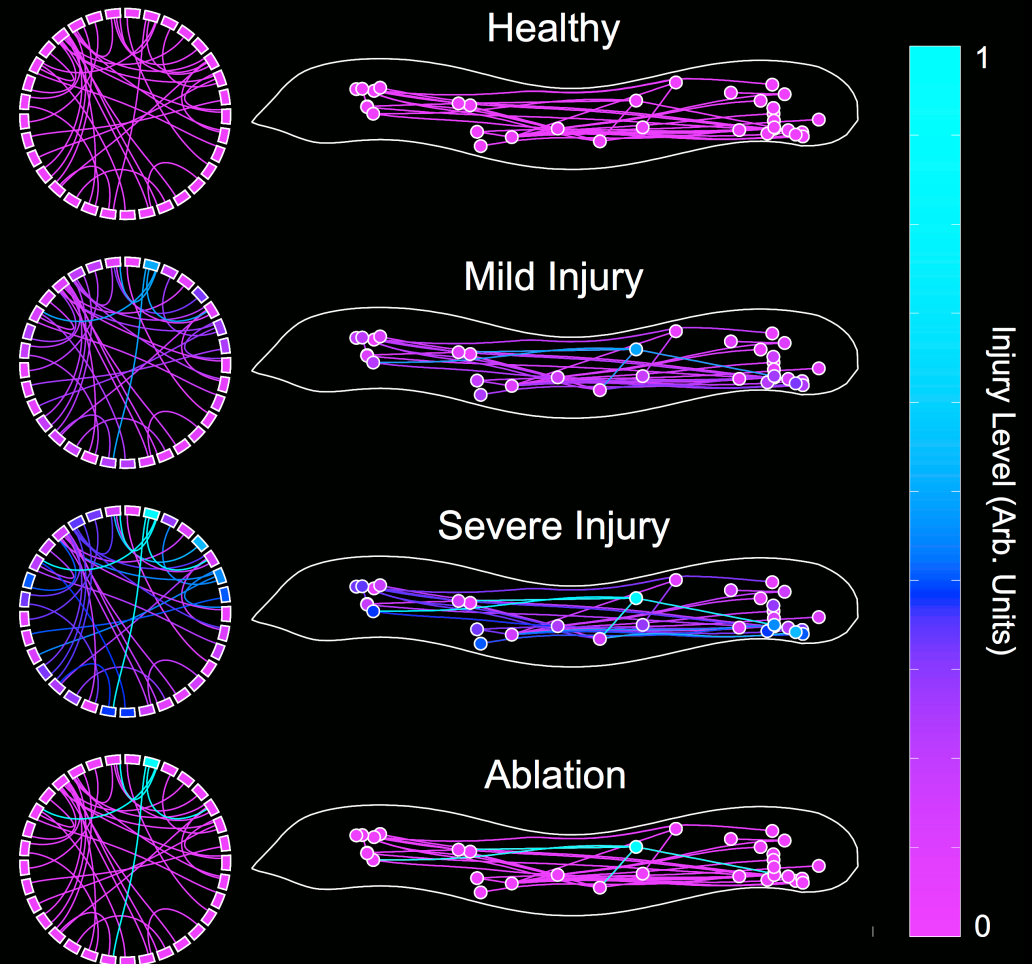 Healthy
1
Mild Injury
Injury Level (Arb. Units)
Severe Injury
Ablation
0